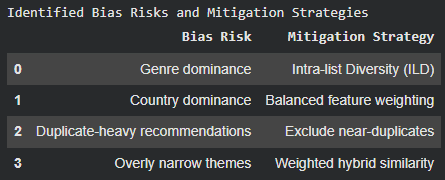 Identified Bias Risks and Mitigation Strategies
Bias Risk Mitigation Strategy
0 Genre dominance Intra-list Diversity (ILD)
1 Country dominance Balanced feature weighting
2 Duplicate-heavy recommendations Exclude near-duplicates
3 Overly narrow themes Weighted hybrid similarity